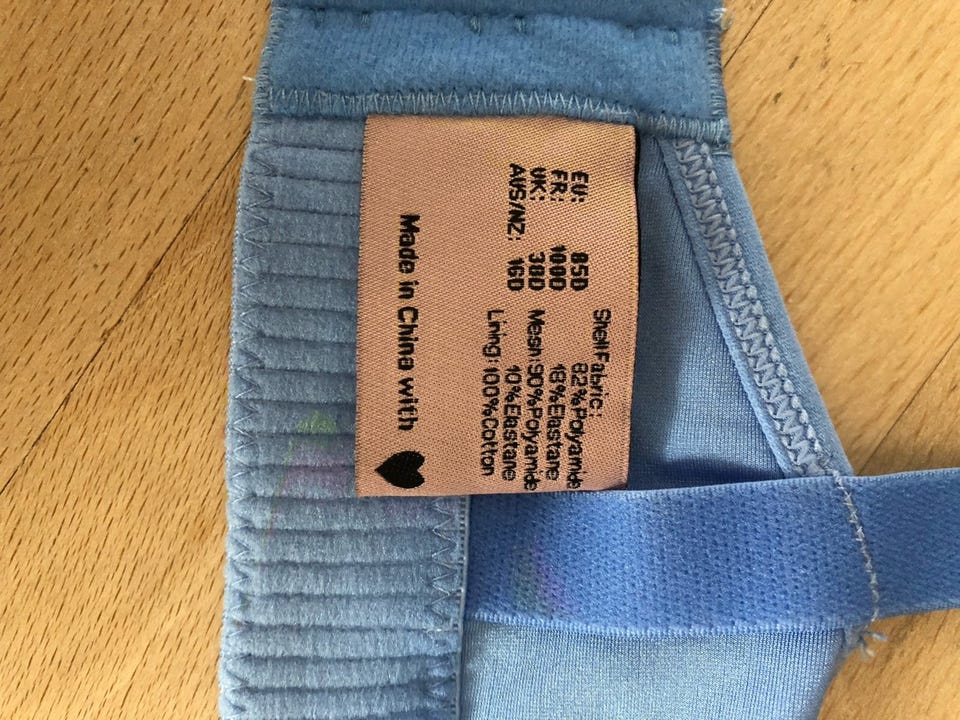 EU: 85D
FR: 100D
UK: 38D
AUS/NZ: 16D
Shell Fabric:
82%Polyamide
18%Elastane
Mesh:90%Polyamide
10%Elastane
Lining:100%Cotton
Made in China with